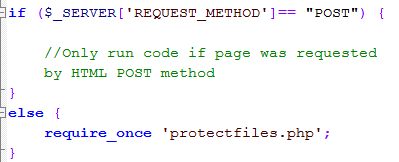 if ($_SERVER['REQUEST_METHOD']== "POST") {
//Only run code if page was requested
by HTML POST method
}
else {
require_once 'protectfiles.php';
}